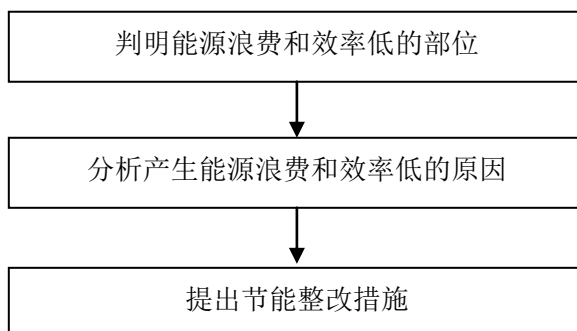 判明能源浪费和效率低的部位
分析产生能源浪费和效率低的原因
提出节能整改措施